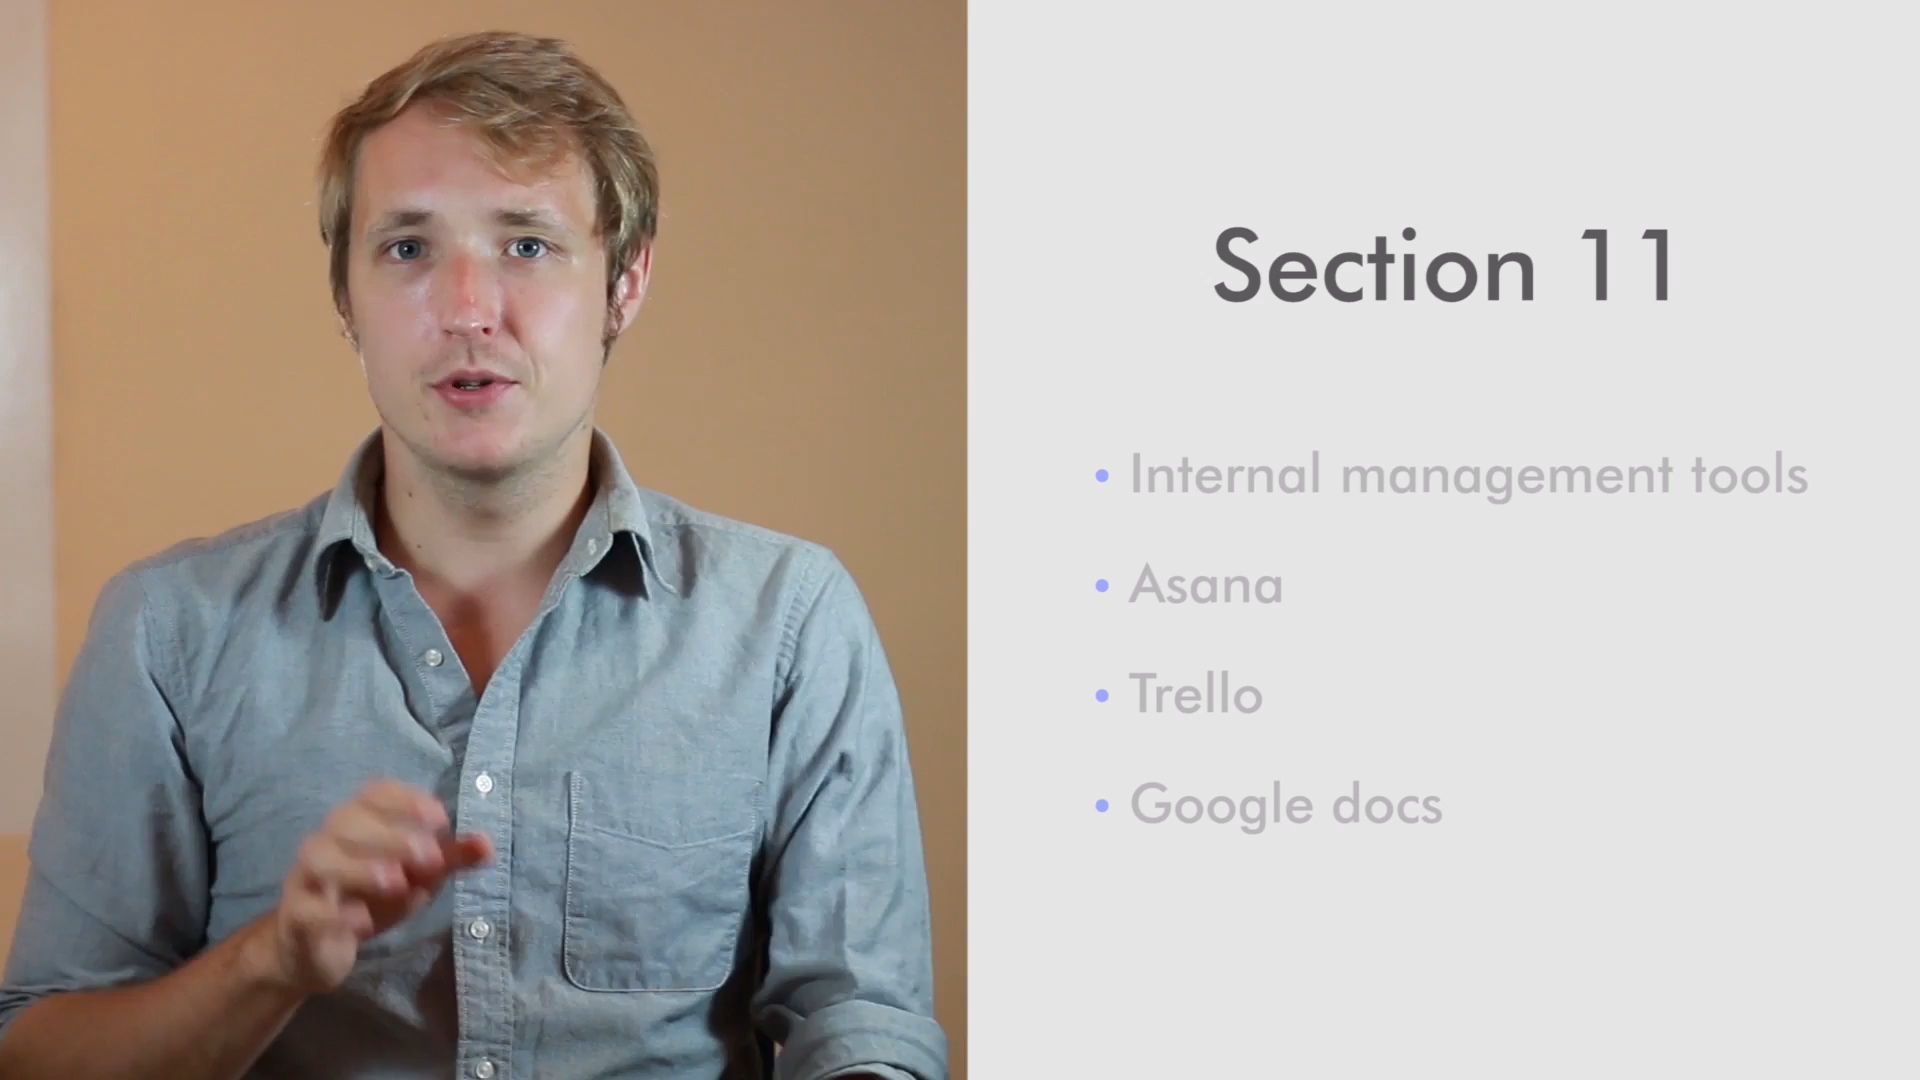 Section 11
• Internal management tools
• Asana
• Trello
• Google docs